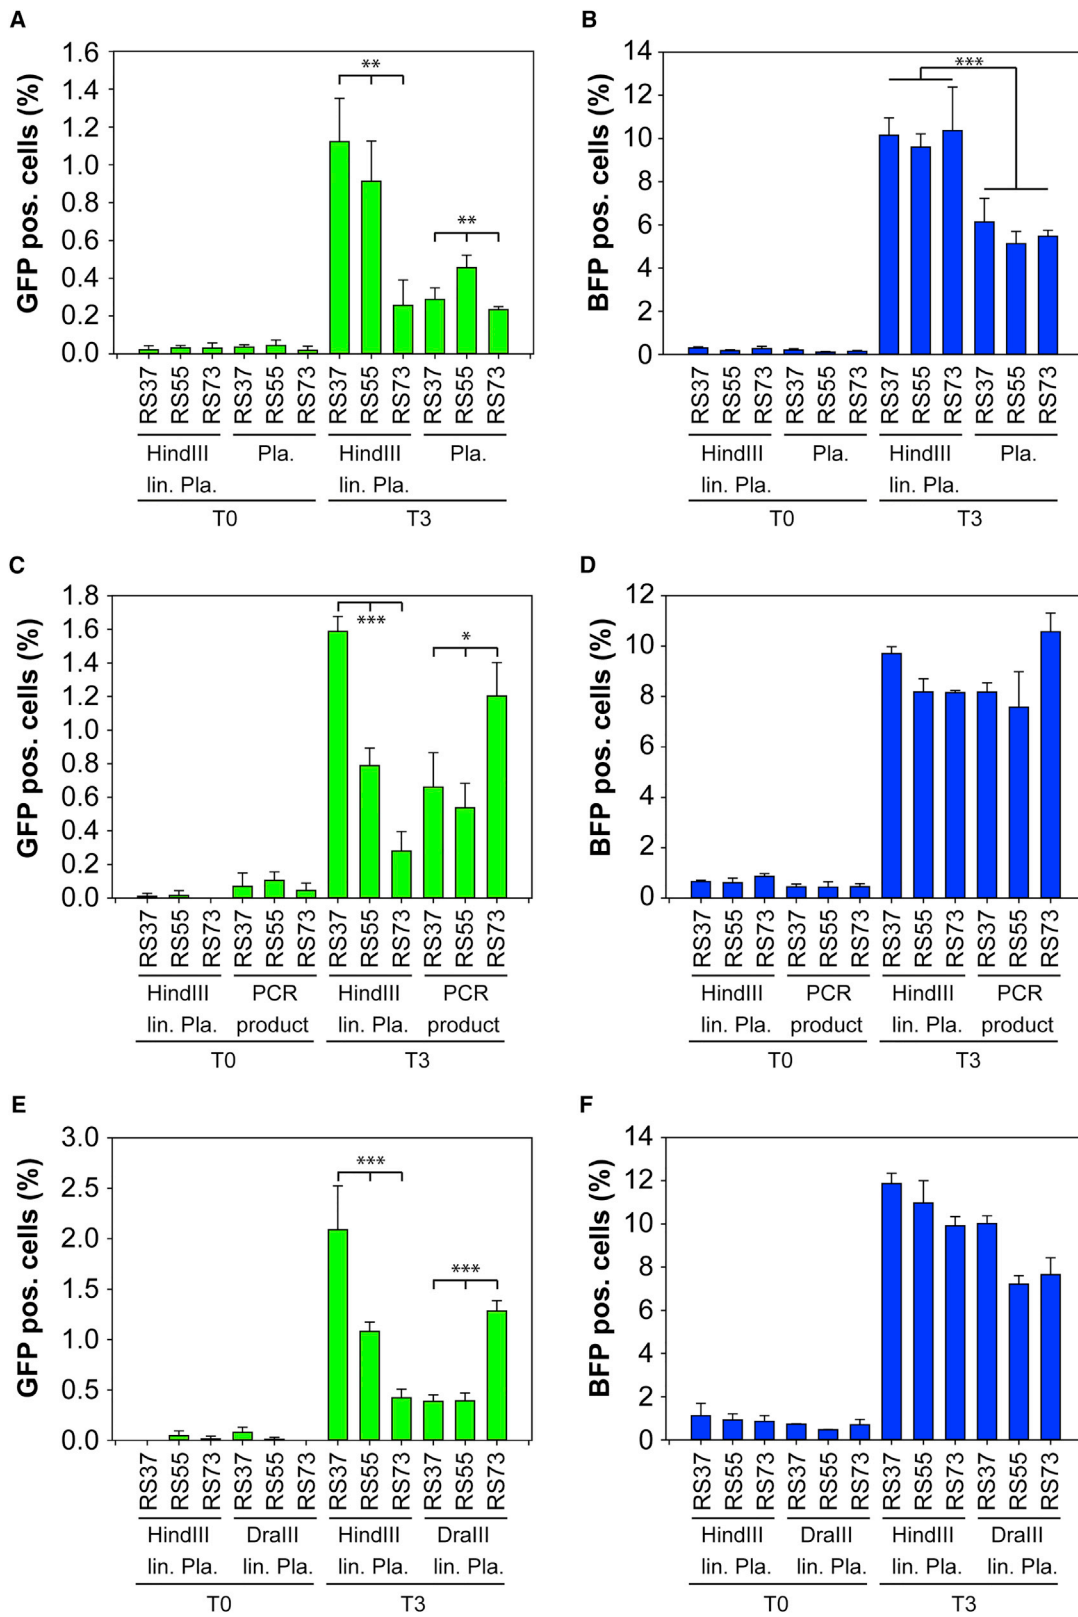 A
GFP pos. cells (%)
1.6
1.4
1.2
1.0
0.8
0.6
0.4
0.2
0.0
**
**
RS37 RS55 RS73 RS37 RS55 RS73 RS37 RS55 RS73 RS37 RS55 RS73
HindIII Pla. HindIII Pla.
lin. Pla. lin. Pla.
T0 T3
B
BFP pos. cells (%)
14
12
10
8
6
4
2
0
***
RS37 RS55 RS73 RS37 RS55 RS73 RS37 RS55 RS73 RS37 RS55 RS73
HindIII Pla. HindIII Pla.
lin. Pla. lin. Pla.
T0 T3
C
GFP pos. cells (%)
1.8
1.6
1.4
1.2
1.0
0.8
0.6
0.4
0.2
0.0
***
*
RS37 RS55 RS73 RS37 RS55 RS73 RS37 RS55 RS73 RS37 RS55 RS73
HindIII PCR HindIII PCR
lin. Pla. product lin. Pla. product
T0 T3
D
BFP pos. cells (%)
12
10
8
6
4
2
0
RS37 RS55 RS73 RS37 RS55 RS73 RS37 RS55 RS73 RS37 RS55 RS73
HindIII PCR HindIII PCR
lin. Pla. product lin. Pla. product
T0 T3
E
GFP pos. cells (%)
3.0
2.5
2.0
1.5
1.0
0.5
0.0
***
***
RS37 RS55 RS73 RS37 RS55 RS73 RS37 RS55 RS73 RS37 RS55 RS73
HindIII DraIII HindIII DraIII
lin. Pla. lin. Pla. lin. Pla. lin. Pla.
T0 T3
F
BFP pos. cells (%)
14
12
10
8
6
4
2
0
RS37 RS55 RS73 RS37 RS55 RS73 RS37 RS55 RS73 RS37 RS55 RS73
HindIII DraIII HindIII DraIII
lin. Pla. lin. Pla. lin. Pla. lin. Pla.
T0 T3